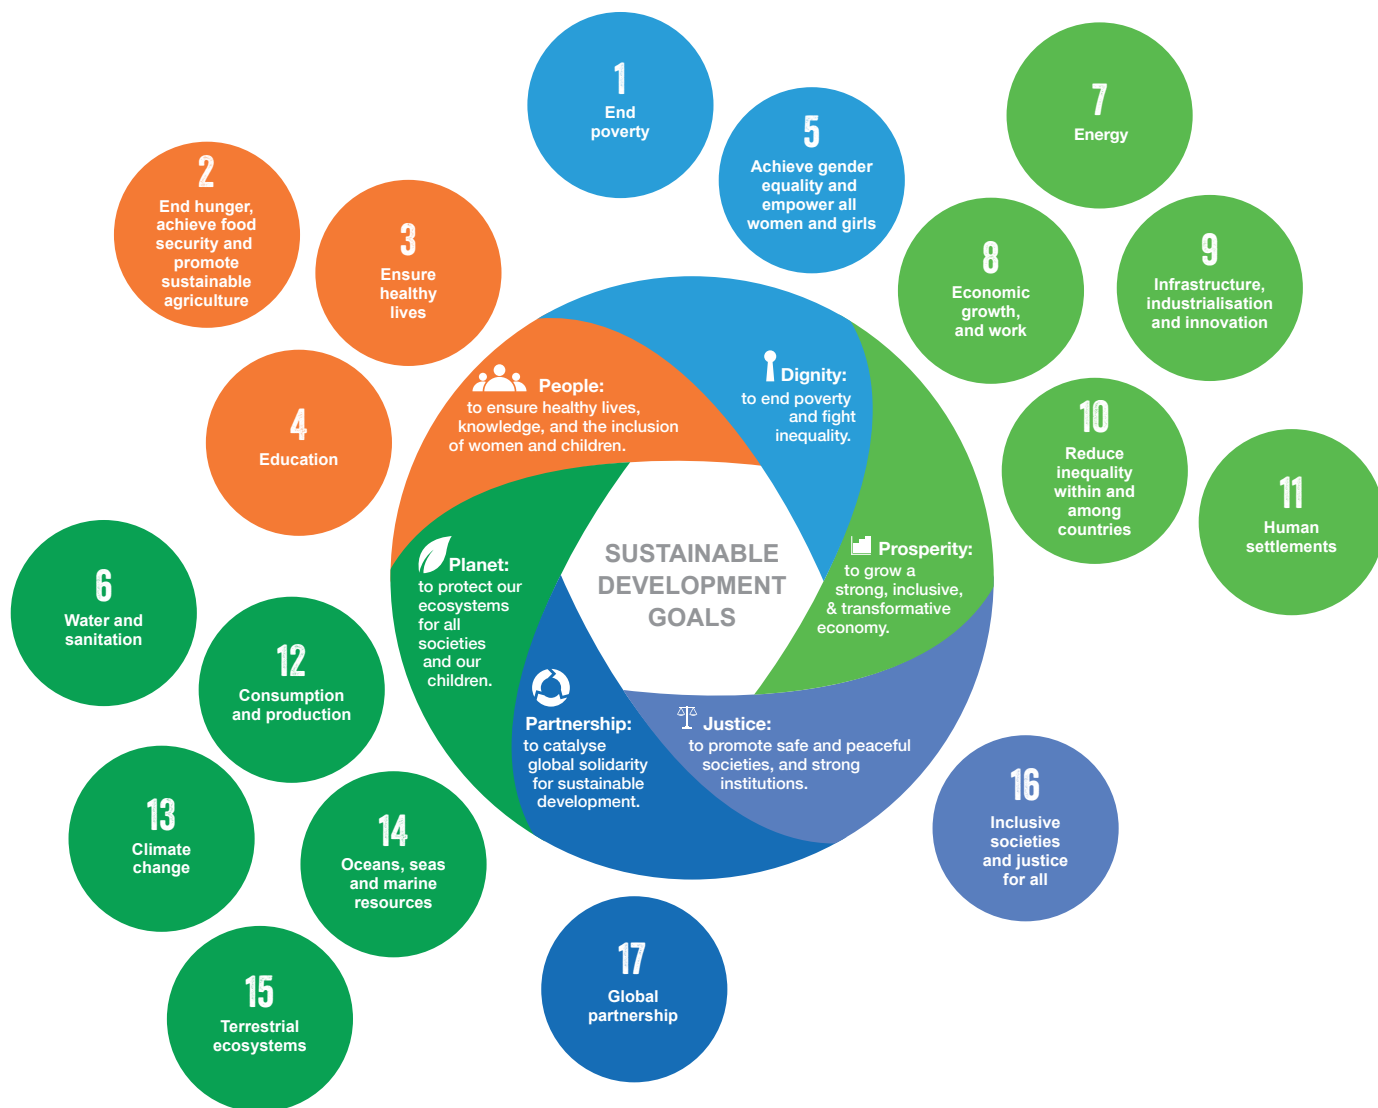 1
End
poverty
5
Achieve gender
equality and
empower all
women and girls
7
Energy
2
End hunger,
achieve food
security and
promote
sustainable
agriculture
3
Ensure
healthy
lives
8
Economic
growth,
and work
9
Infrastructure,
industrialisation
and innovation
4
Education
10
Reduce
inequality
within and
among
countries
11
Human
settlements
People:
to ensure healthy lives,
knowledge, and the inclusion
of women and children.
Dignity:
to end poverty
and fight
inequality.
Planet:
to protect our
ecosystems
for all
societies
and our
children.
SUSTAINABLE
DEVELOPMENT
GOALS
Prosperity:
to grow a
strong, inclusive,
& transformative
economy.
Partnership:
to catalyse
global solidarity
for sustainable
development.
Justice:
to promote safe and peaceful
societies, and strong
institutions.
6
Water and
sanitation
12
Consumption
and production
13
Climate
change
14
Oceans, seas
and marine
resources
15
Terrestrial
ecosystems
16
Inclusive
societies
and justice
for all
17
Global
partnership